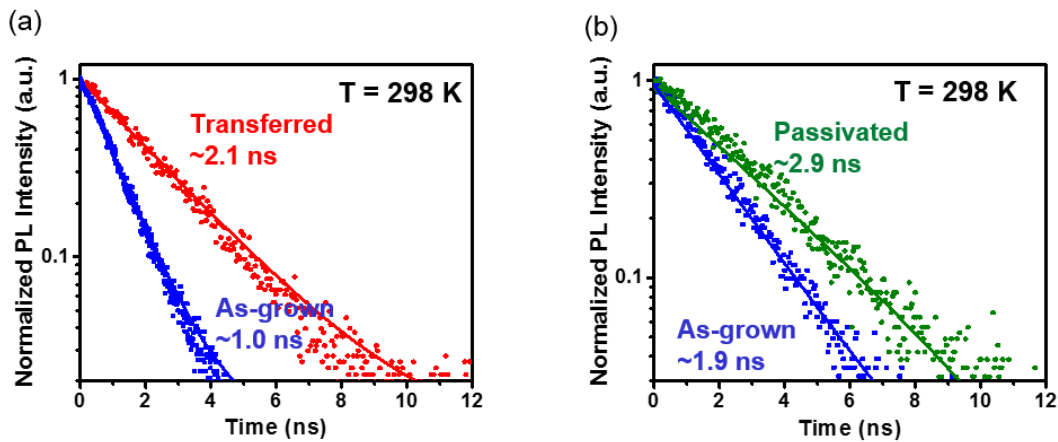 (a)
Normalized PL Intensity (a.u.)
1
0.1
T = 298 K
Transferred
~2.1 ns
As-grown
~1.0 ns
0 2 4 6 8 10 12
Time (ns)
(b)
Normalized PL Intensity (a.u.)
1
0.1
T = 298 K
Passivated
~2.9 ns
As-grown
~1.9 ns
0 2 4 6 8 10 12
Time (ns)